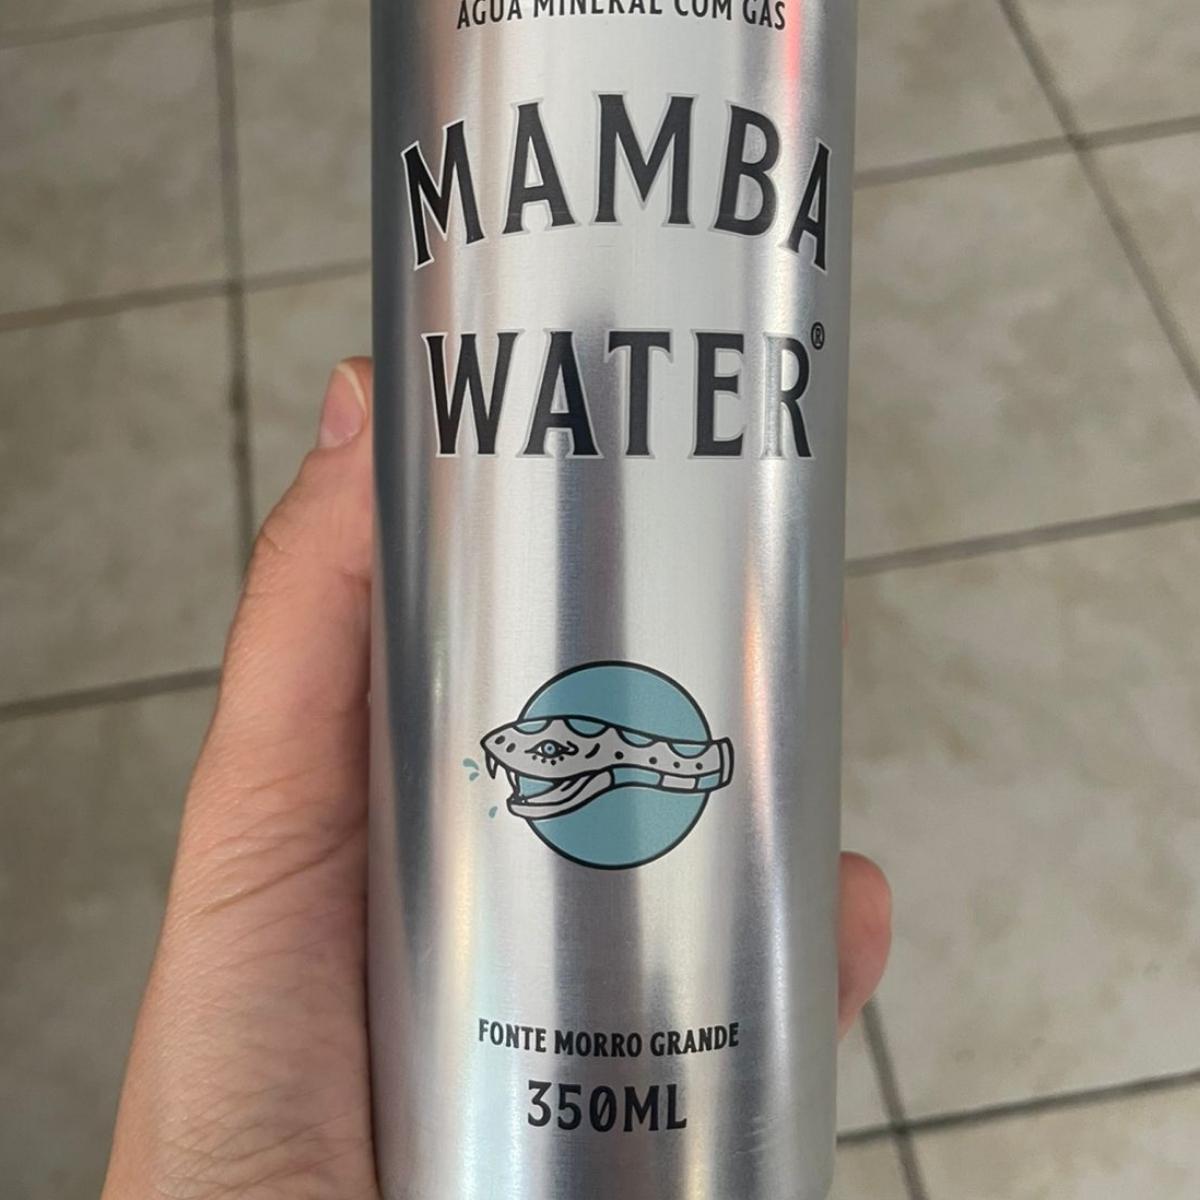 ÁGUA MINERAL COM GÁS
MAMBA
WATER®
FONTE MORRO GRANDE
350ML